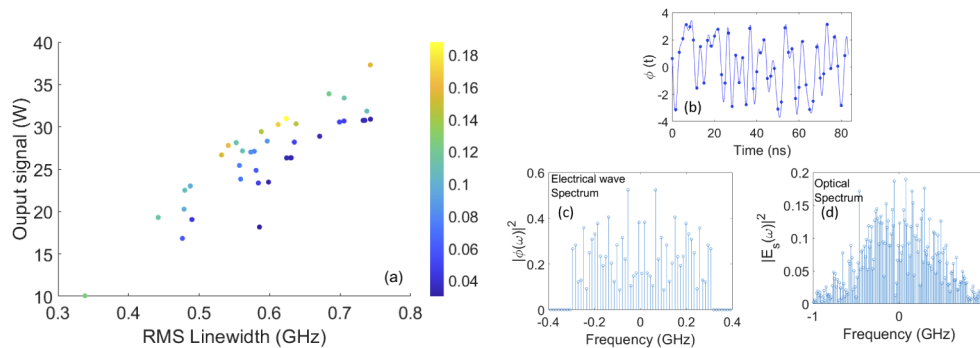 (a)
Ouput signal (W)
40
35
30
25
20
15
10
0.3
0.4
0.5
0.6
0.7
0.8
RMS Linewidth (GHz)
0.18
0.16
0.14
0.12
0.1
0.08
0.06
0.04
(b)
ϕ (t)
4
2
0
-2
-4
0
20
40
60
80
Time (ns)
Electrical wave
Spectrum
(c)
|ϕ(ω)|²
0.6
0.4
0.2
0
-0.4
-0.2
0
0.2
0.4
Frequency (GHz)
Optical
Spectrum
(d)
|E_s(ω)|²
0.2
0.15
0.1
0.05
0
-1
0
Frequency (GHz)